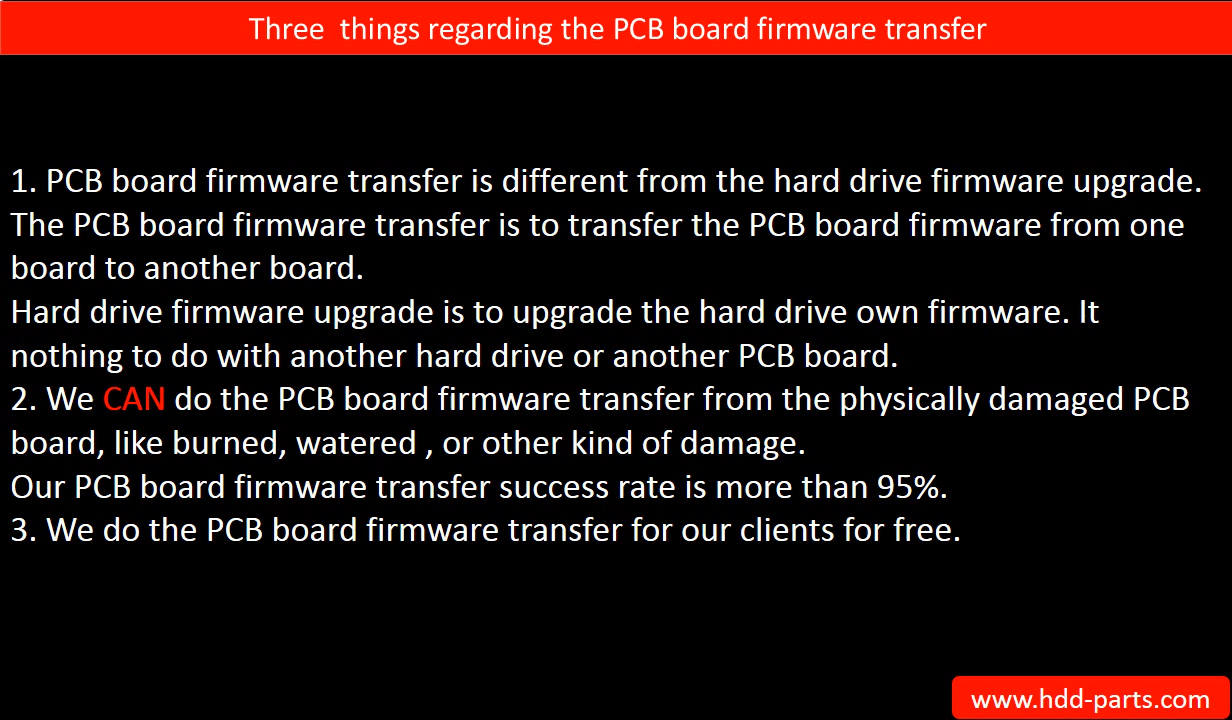 Three  things regarding the PCB board firmware transfer
1. PCB board firmware transfer is different from the hard drive firmware upgrade.
The PCB board firmware transfer is to transfer the PCB board firmware from one
board to another board.
Hard drive firmware upgrade is to upgrade the hard drive own firmware. It
nothing to do with another hard drive or another PCB board.
2. We CAN do the PCB board firmware transfer from the physically damaged PCB
board, like burned, watered , or other kind of damage.
Our PCB board firmware transfer success rate is more than 95%.
3. We do the PCB board firmware transfer for our clients for free.
www.hdd-parts.com